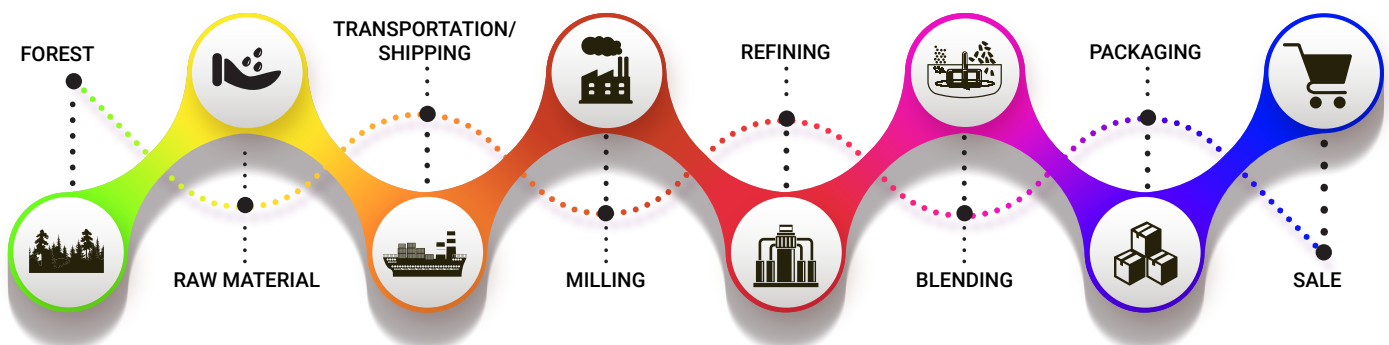 FOREST
RAW MATERIAL
TRANSPORTATION/
SHIPPING
MILLING
REFINING
BLENDING
PACKAGING
SALE